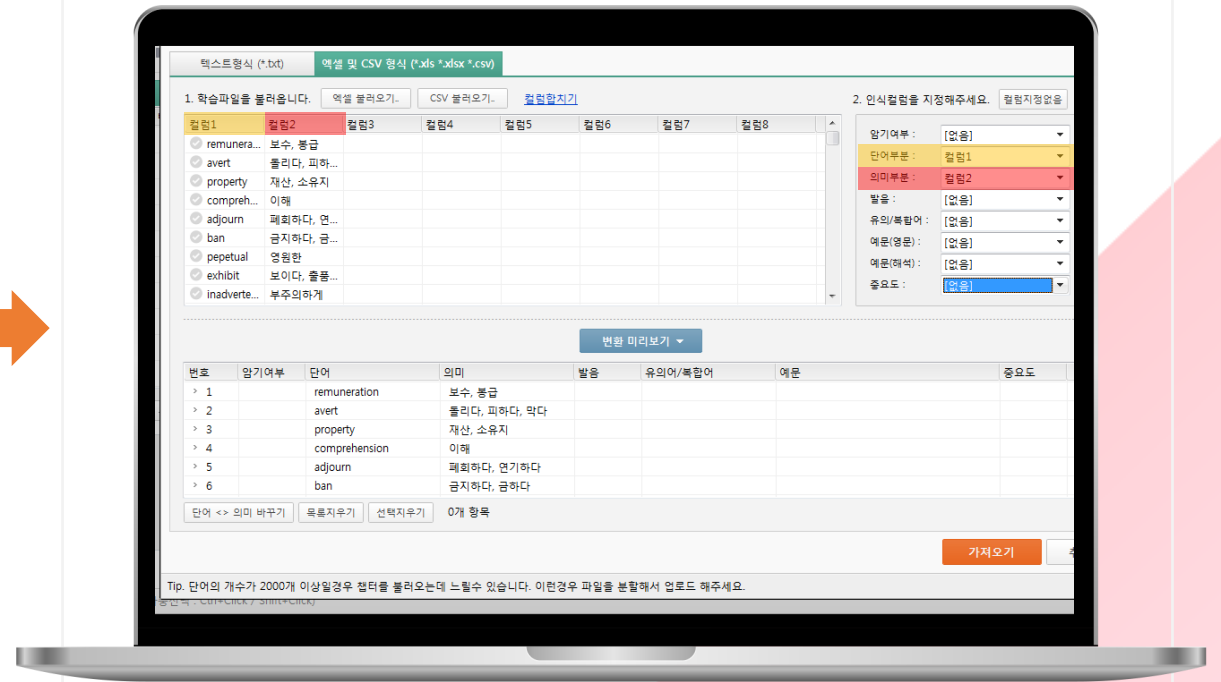 텍스트형식 (*.txt) 엑셀 및 CSV 형식 (*.xls *.xlsx *.csv)
1. 학습파일을 불러옵니다. 엑셀 불러오기.. CSV 불러오기.. 컬럼합치기 2. 인식컬럼을 지정해주세요. 컬럼지정없음
컬럼1 컬럼2 컬럼3 컬럼4 컬럼5 컬럼6 컬럼7 컬럼8
remunera... 보수, 봉급
avert 돌리다, 피하...
property 재산, 소유지
compreh... 이해
adjourn 폐회하다, 연...
ban 금지하다, 금...
pepetual 영원한
exhibit 보이다, 출품...
inadverte... 부주의하게
암기여부 : [없음]
단어부분 : 컬럼1
의미부분 : 컬럼2
발음 : [없음]
유의/복합어 : [없음]
예문(영문) : [없음]
예문(해석) : [없음]
중요도 : [없음]
변환 미리보기
번호 암기여부 단어 의미 발음 유의어/복합어 예문 중요도
1 remuneration 보수, 봉급
2 avert 돌리다, 피하다, 막다
3 property 재산, 소유지
4 comprehension 이해
5 adjourn 폐회하다, 연기하다
6 ban 금지하다, 금하다
단어 <> 의미 바꾸기 목록지우기 선택지우기 0개 항목
가져오기
Tip. 단어의 개수가 2000개 이상일경우 챕터를 불러오는데 느릴수 있습니다. 이런경우 파일을 분할해서 업로드 해주세요.
: Ctrl+Click / Shift+Click)